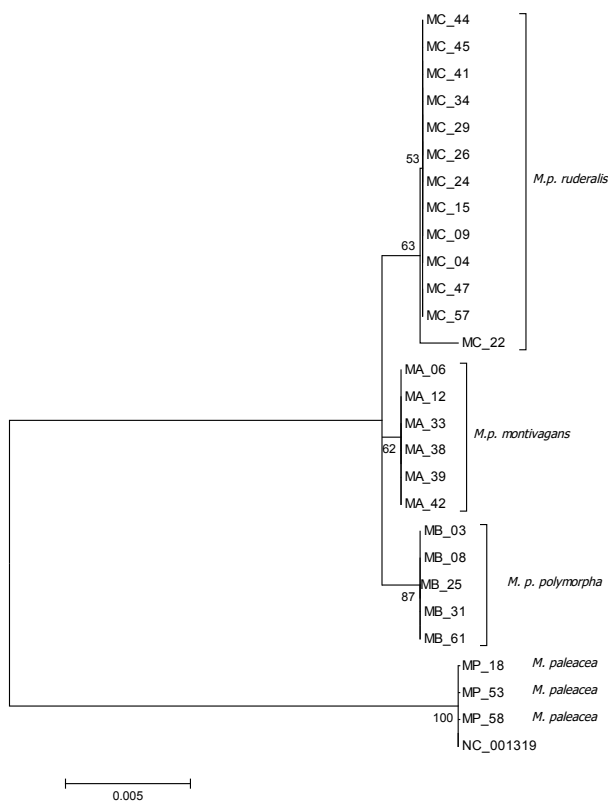 MC_44
MC_45
MC_41
MC_34
MC_29
53 MC_26
MC_24 M.p. ruderalis
MC_15
MC_09
63
MC_04
MC_47
MC_57
MC_22
MA_06
MA_12
MA_33
M.p. montivagans
62 MA_38
MA_39
MA_42
MB_03
MB_08
MB_25 M. p. polymorpha
87
MB_31
MB_61
MP_18 M. paleacea
MP_53 M. paleacea
100 MP_58 M. paleacea
NC_001319
0.005